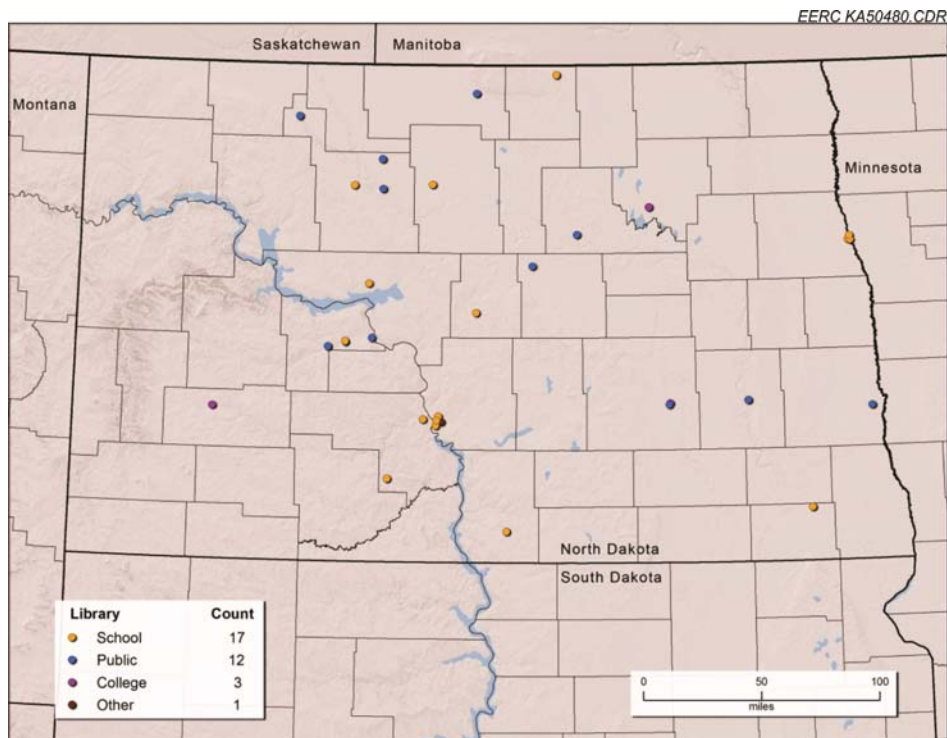 EERC KA50480.CDR
Saskatchewan
Manitoba
Montana
Minnesota
North Dakota
South Dakota
Library Count
School 17
Public 12
College 3
Other 1
0 50 100
miles